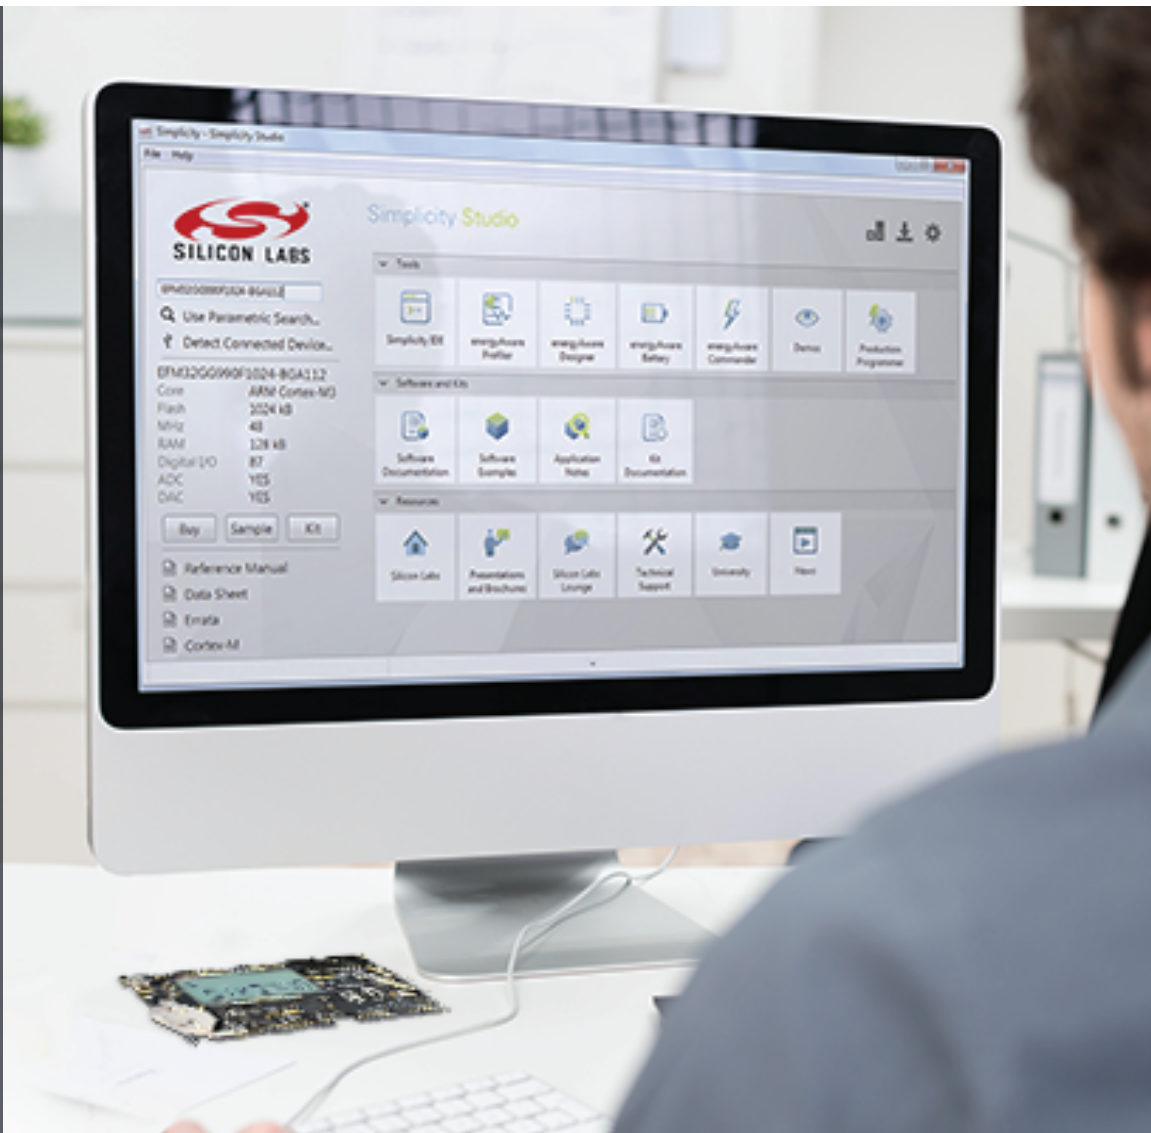 Simplicity - Simplicity Studio
File Help
SILICON LABS
Simplicity Studio
EFM32GG990F1024-BGA112
Use Parametric Search...
Detect Connected Device...
EFM32GG990F1024-BGA112
Core ARM Cortex-M3
Flash 1024 kB
MHz 48
RAM 128 kB
Digital I/O 87
ADC YES
DAC YES
Buy Sample Kit
Reference Manual
Data Sheet
Errata
Cortex-M
Tools
Simplicity IDE
energyAware
Profiler
energyAware
Designer
energyAware
Battery
energyAware
Commander
Demos
Production
Programmer
Software and Kits
Software
Documentation
Software
Examples
Application
Notes
Kit
Documentation
Resources
Silicon Labs
Presentations
and Brochures
Silicon Labs
Lounge
Technical
Support
University
News